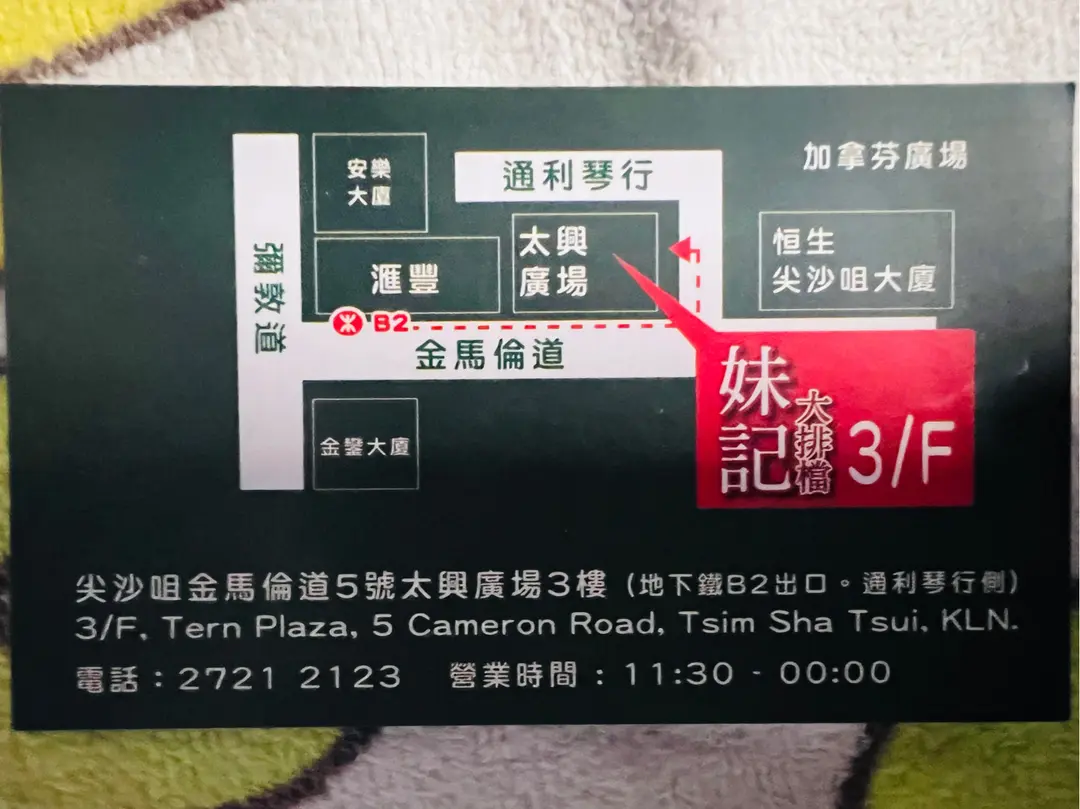 安樂
大廈
通利琴行
加拿芬廣場
彌敦道
滙豐
太興
廣場
恒生
尖沙咀大廈
B2
金馬倫道
金鑾大廈
妹記
大排檔
3/F
尖沙咀金馬倫道5號太興廣場3樓 (地下鐵B2出口。通利琴行側)
3/F, Tern Plaza, 5 Cameron Road, Tsim Sha Tsui, KLN.
電話：2721 2123 營業時間：11:30 - 00:00